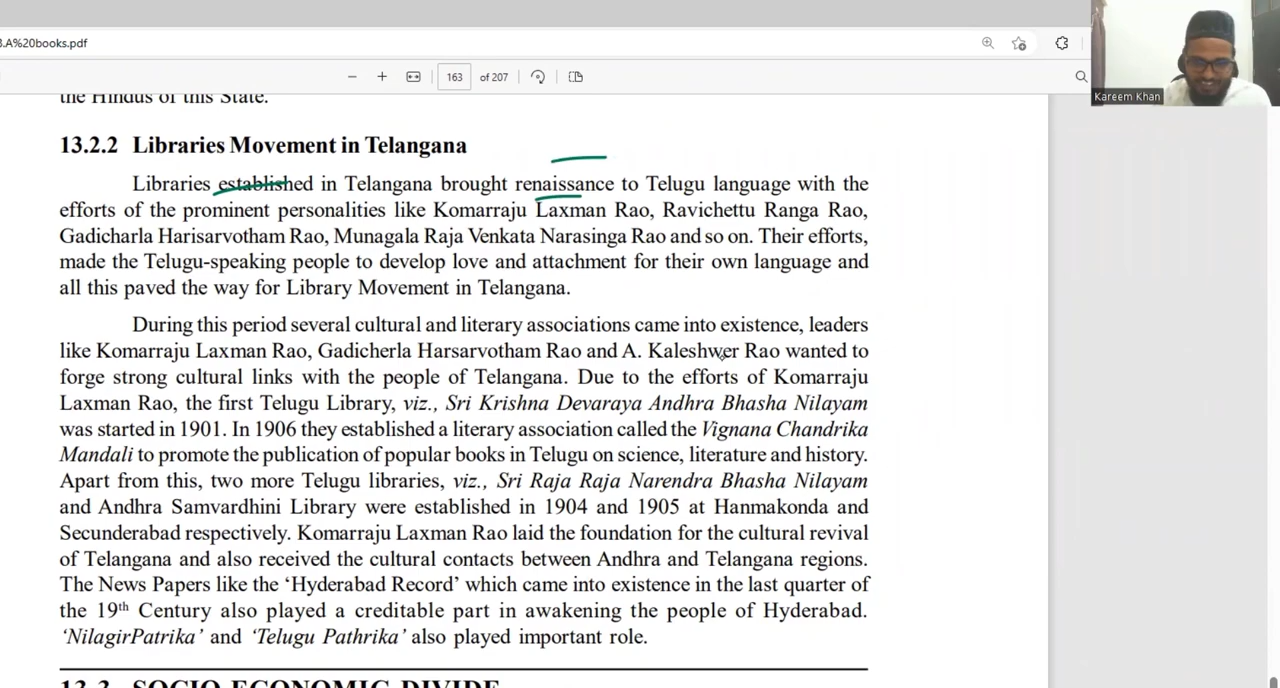 3.A%20books.pdf
163 of 207
Kareem Khan
the Hindus of this State.
13.2.2 Libraries Movement in Telangana
Libraries established in Telangana brought renaissance to Telugu language with the
efforts of the prominent personalities like Komarraju Laxman Rao, Ravichettu Ranga Rao,
Gadicharla Harisarvotham Rao, Munagala Raja Venkata Narasinga Rao and so on. Their efforts,
made the Telugu-speaking people to develop love and attachment for their own language and
all this paved the way for Library Movement in Telangana.
During this period several cultural and literary associations came into existence, leaders
like Komarraju Laxman Rao, Gadicherla Harsarvotham Rao and A. Kaleshwer Rao wanted to
forge strong cultural links with the people of Telangana. Due to the efforts of Komarraju
Laxman Rao, the first Telugu Library, viz., Sri Krishna Devaraya Andhra Bhasha Nilayam
was started in 1901. In 1906 they established a literary association called the Vignana Chandrika
Mandali to promote the publication of popular books in Telugu on science, literature and history.
Apart from this, two more Telugu libraries, viz., Sri Raja Raja Narendra Bhasha Nilayam
and Andhra Samvardhini Library were established in 1904 and 1905 at Hanmakonda and
Secunderabad respectively. Komarraju Laxman Rao laid the foundation for the cultural revival
of Telangana and also received the cultural contacts between Andhra and Telangana regions.
The News Papers like the ‘Hyderabad Record’ which came into existence in the last quarter of
the 19th Century also played a creditable part in awakening the people of Hyderabad.
‘NilagirPatrika’ and ‘Telugu Pathrika’ also played important role.
13.3 SOCIO ECONOMIC DIVIDE